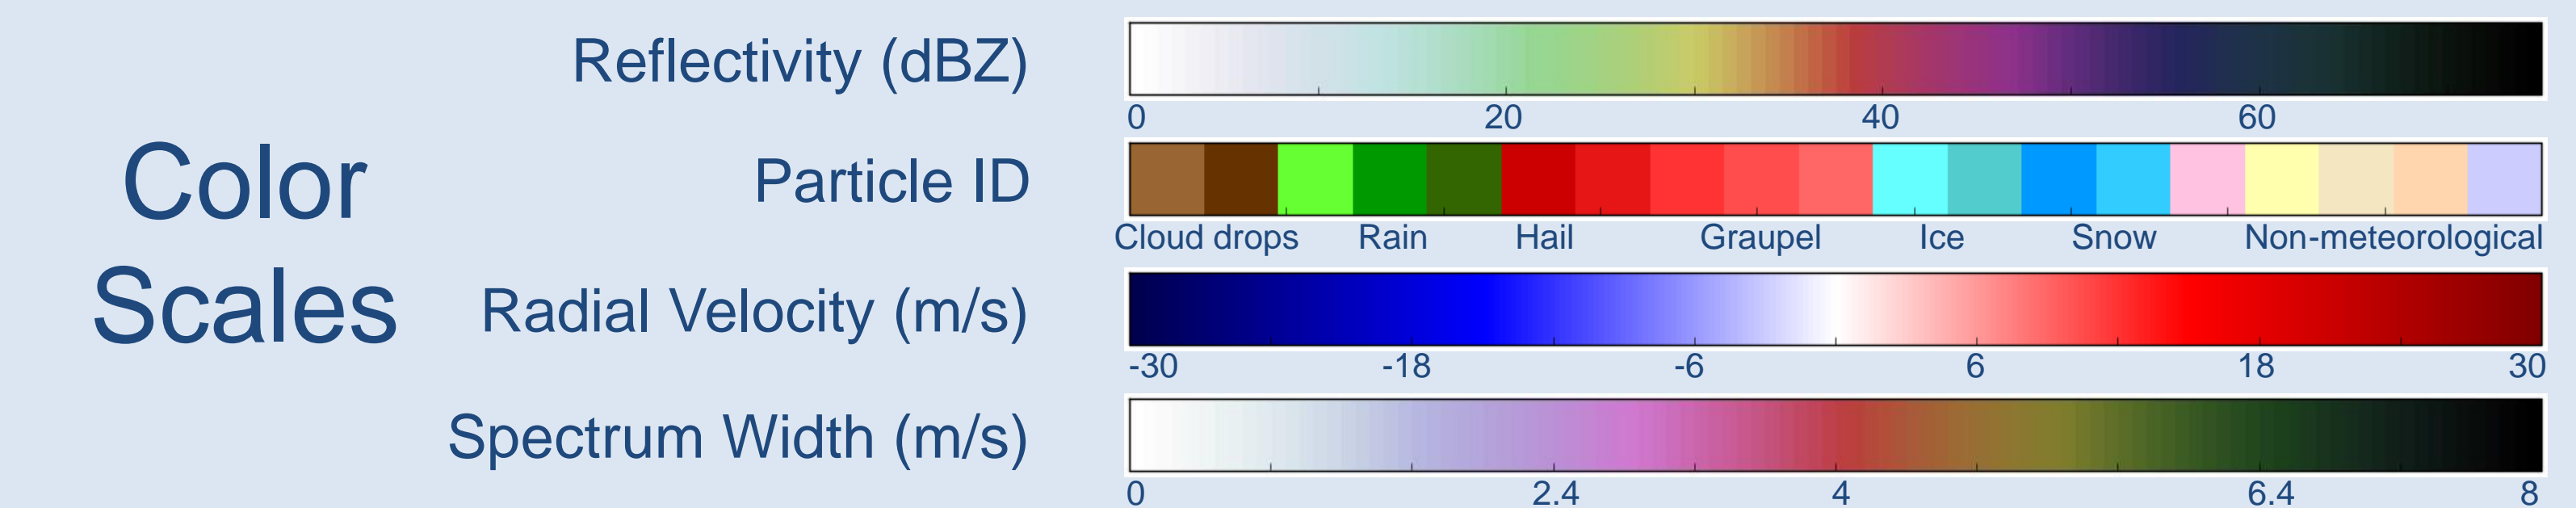 Color
Scales
Reflectivity (dBZ)
0 20 40 60
Particle ID
Cloud drops Rain Hail Graupel Ice Snow Non-meteorological
Radial Velocity (m/s)
-30 -18 -6 6 18 30
Spectrum Width (m/s)
0 2.4 4 6.4 8